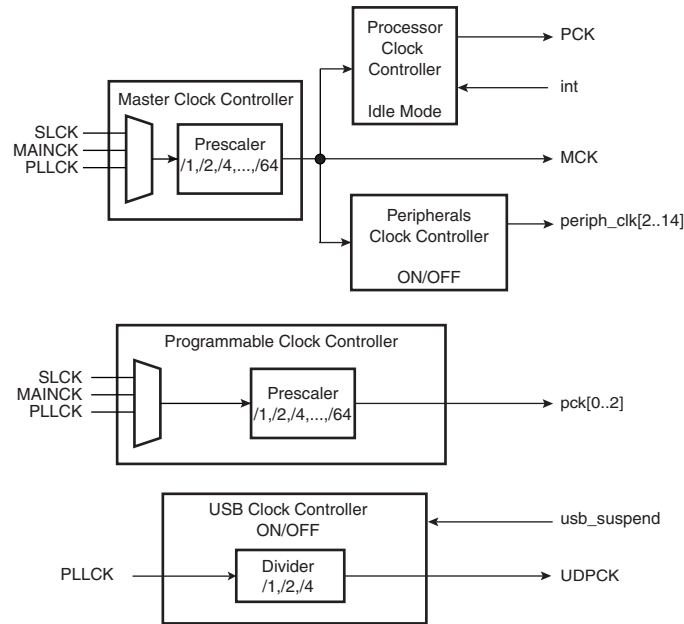 Processor
Clock
Controller
Idle Mode
PCK
int
Master Clock Controller
SLCK
MAINCK
PLLCK
Prescaler
/1,/2,/4,...,/64
MCK
Peripherals
Clock Controller
ON/OFF
periph_clk[2..14]
Programmable Clock Controller
SLCK
MAINCK
PLLCK
Prescaler
/1,/2,/4,...,/64
pck[0..2]
USB Clock Controller
ON/OFF
usb_suspend
PLLCK
Divider
/1,/2,/4
UDPCK